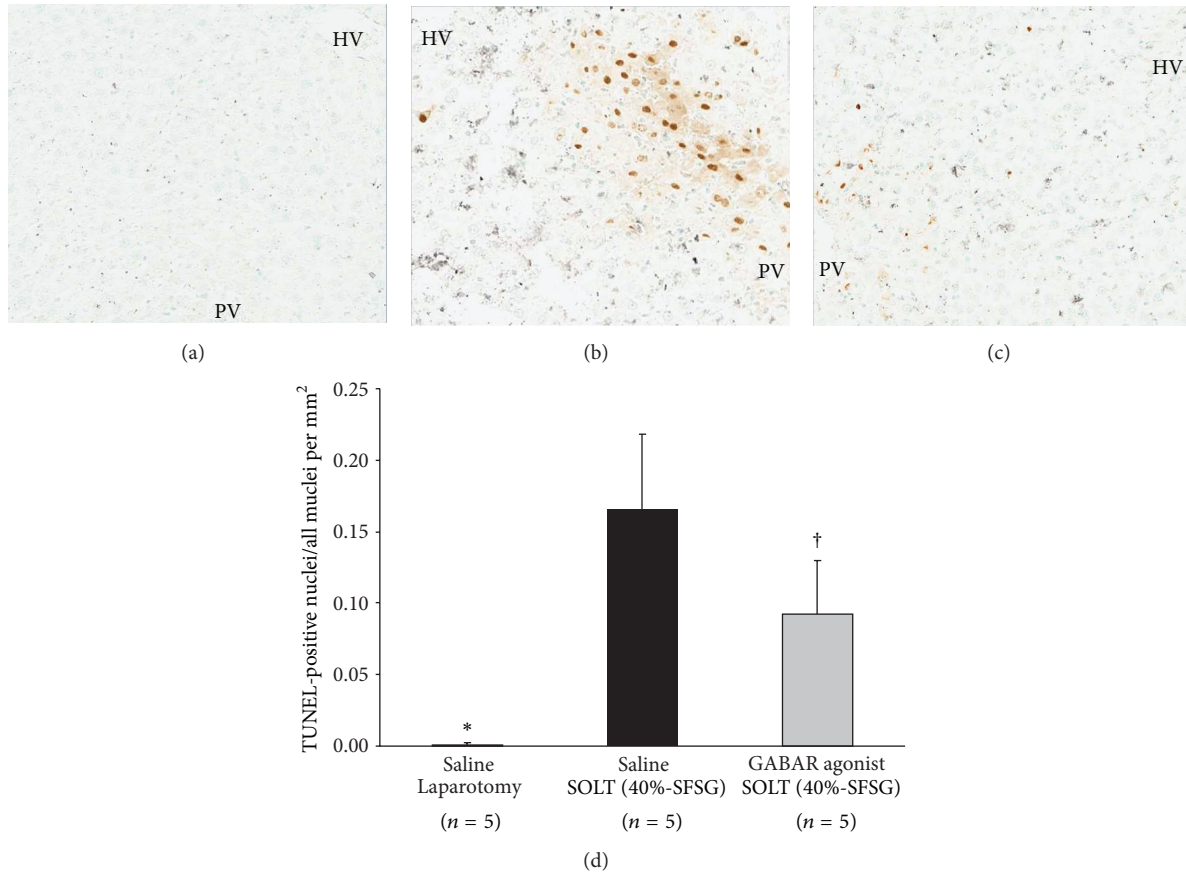 HV
PV
(a)
HV
PV
(b)
HV
PV
(c)
TUNEL-positive nuclei/all muclei per mm²
0.25
0.20
0.15
0.10
0.05
0.00
*
†
Saline
Laparotomy
(n = 5)
Saline
SOLT (40%-SFSG)
(n = 5)
GABAR agonist
SOLT (40%-SFSG)
(n = 5)
(d)